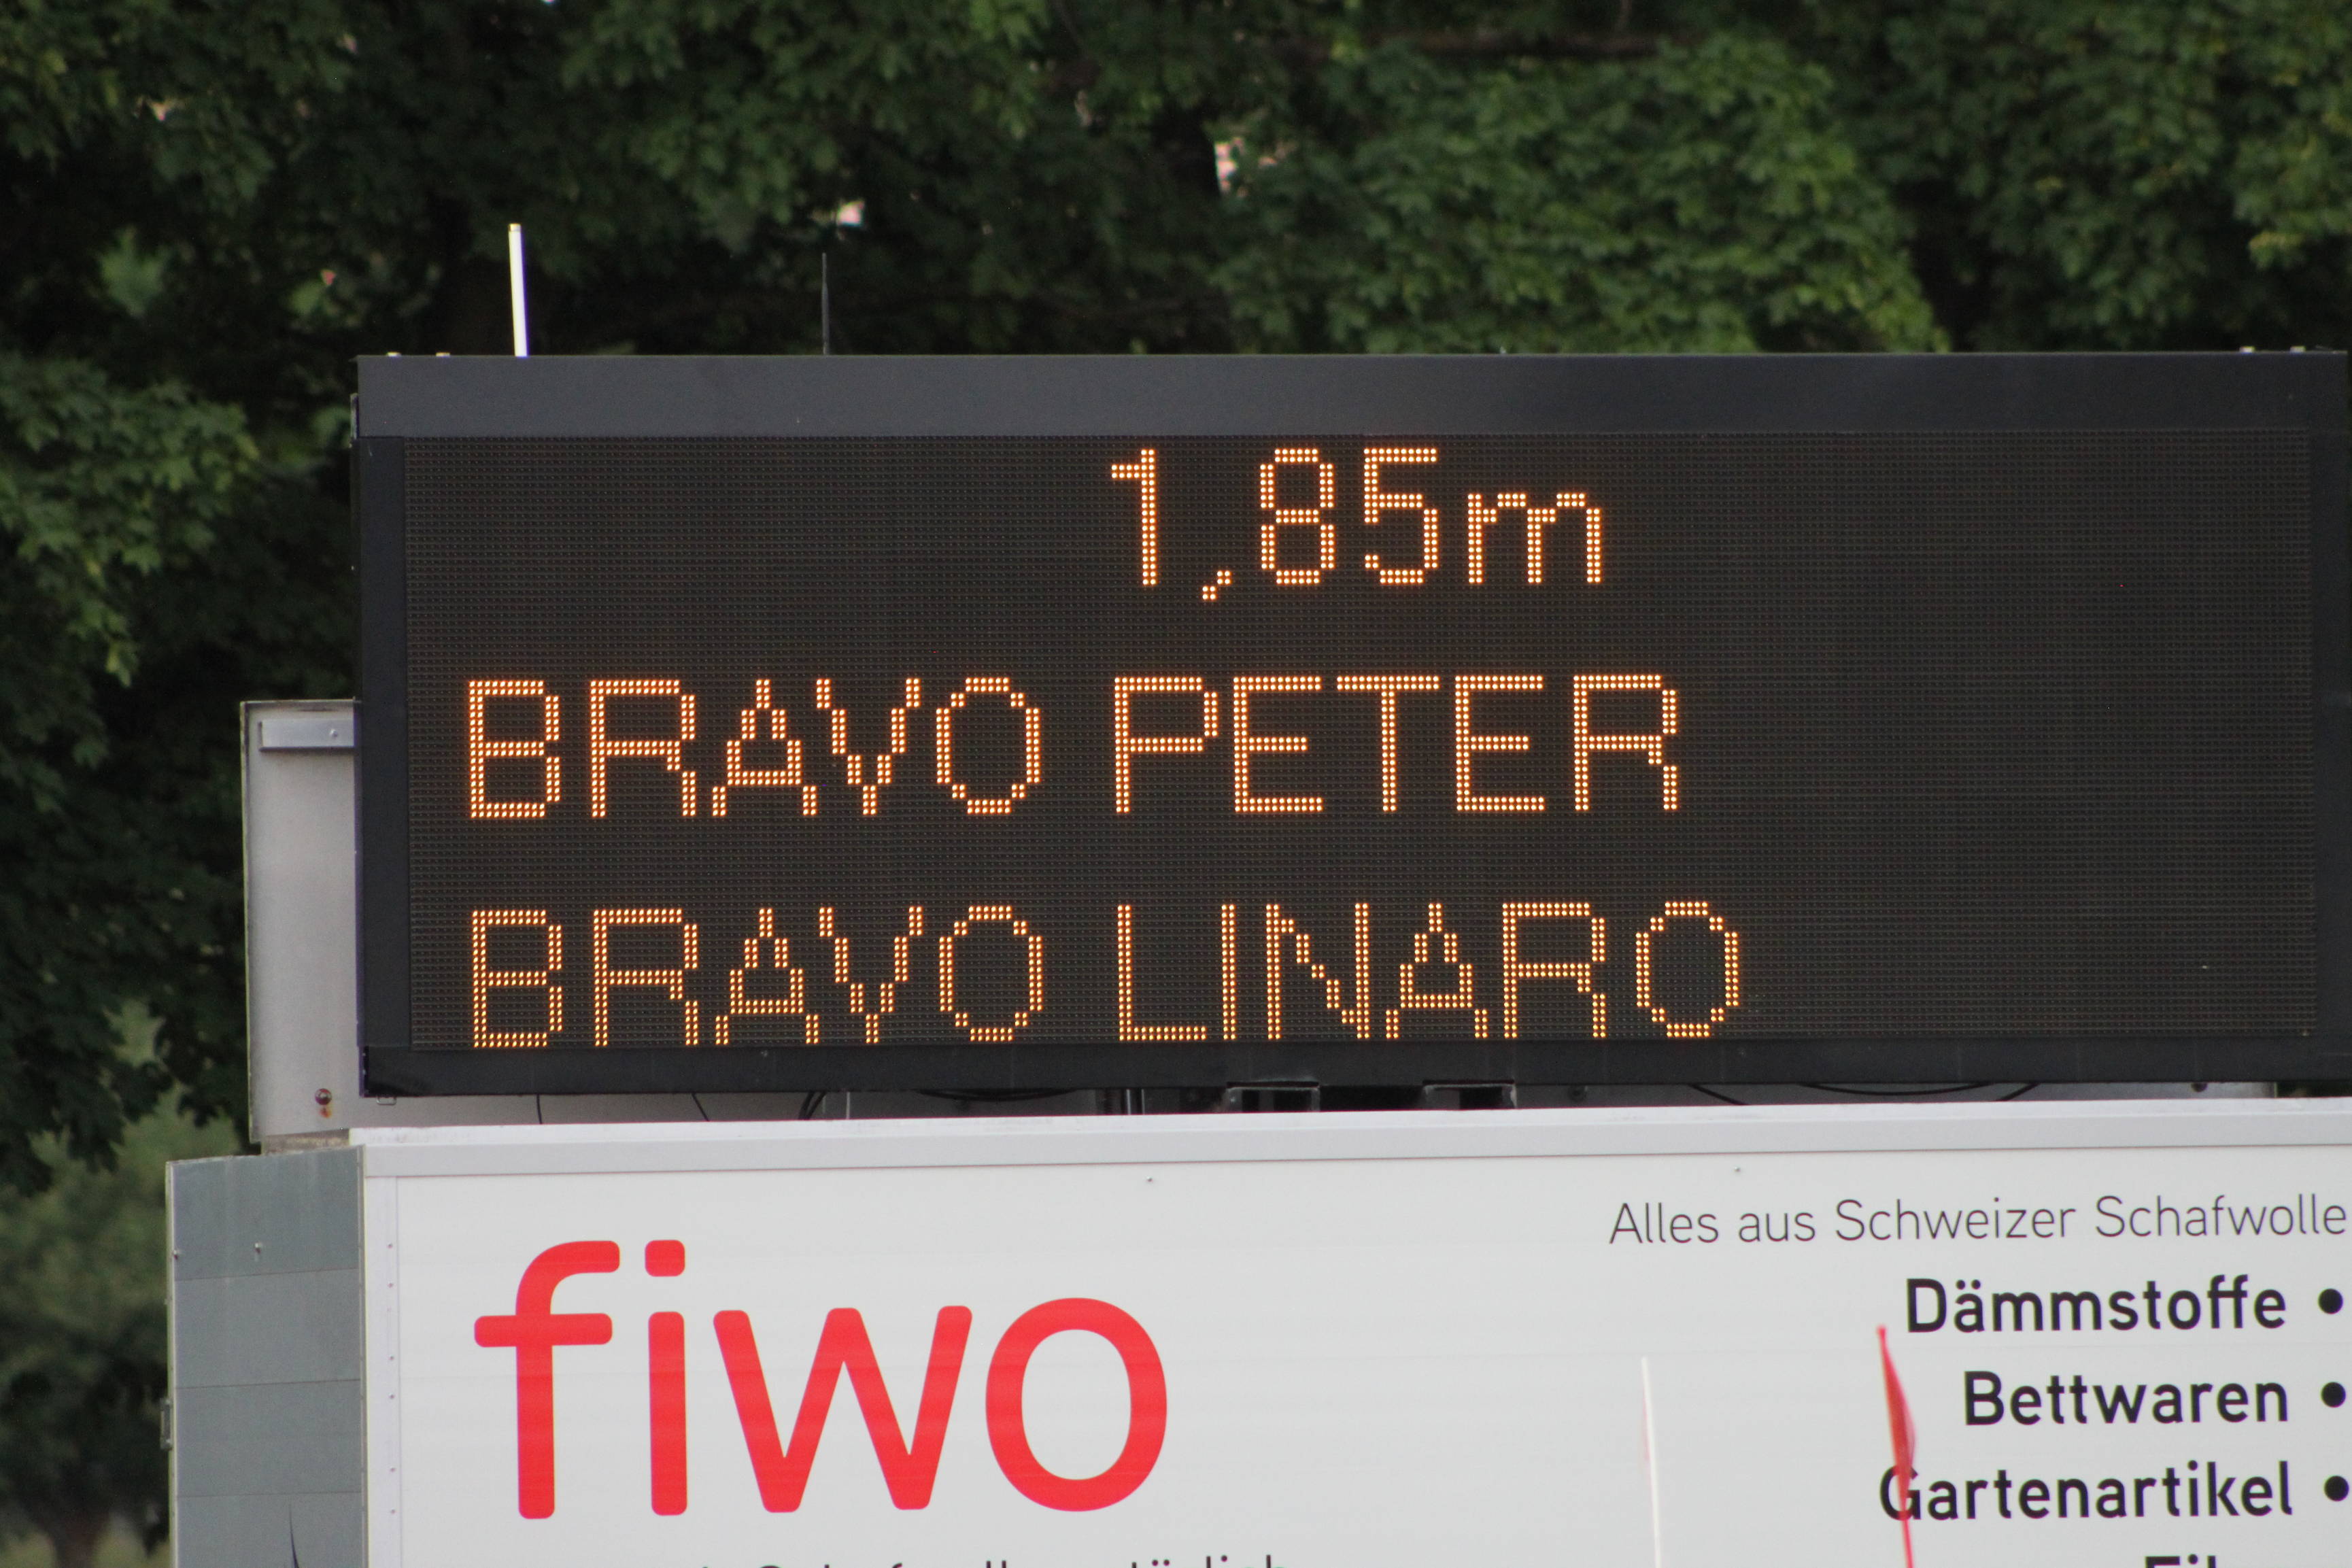 1,85m
BRAVO PETER
BRAVO LINARO
Alles aus Schweizer Schafwolle
fiwo
Dämmstoffe •
Bettwaren •
Gartenartikel •